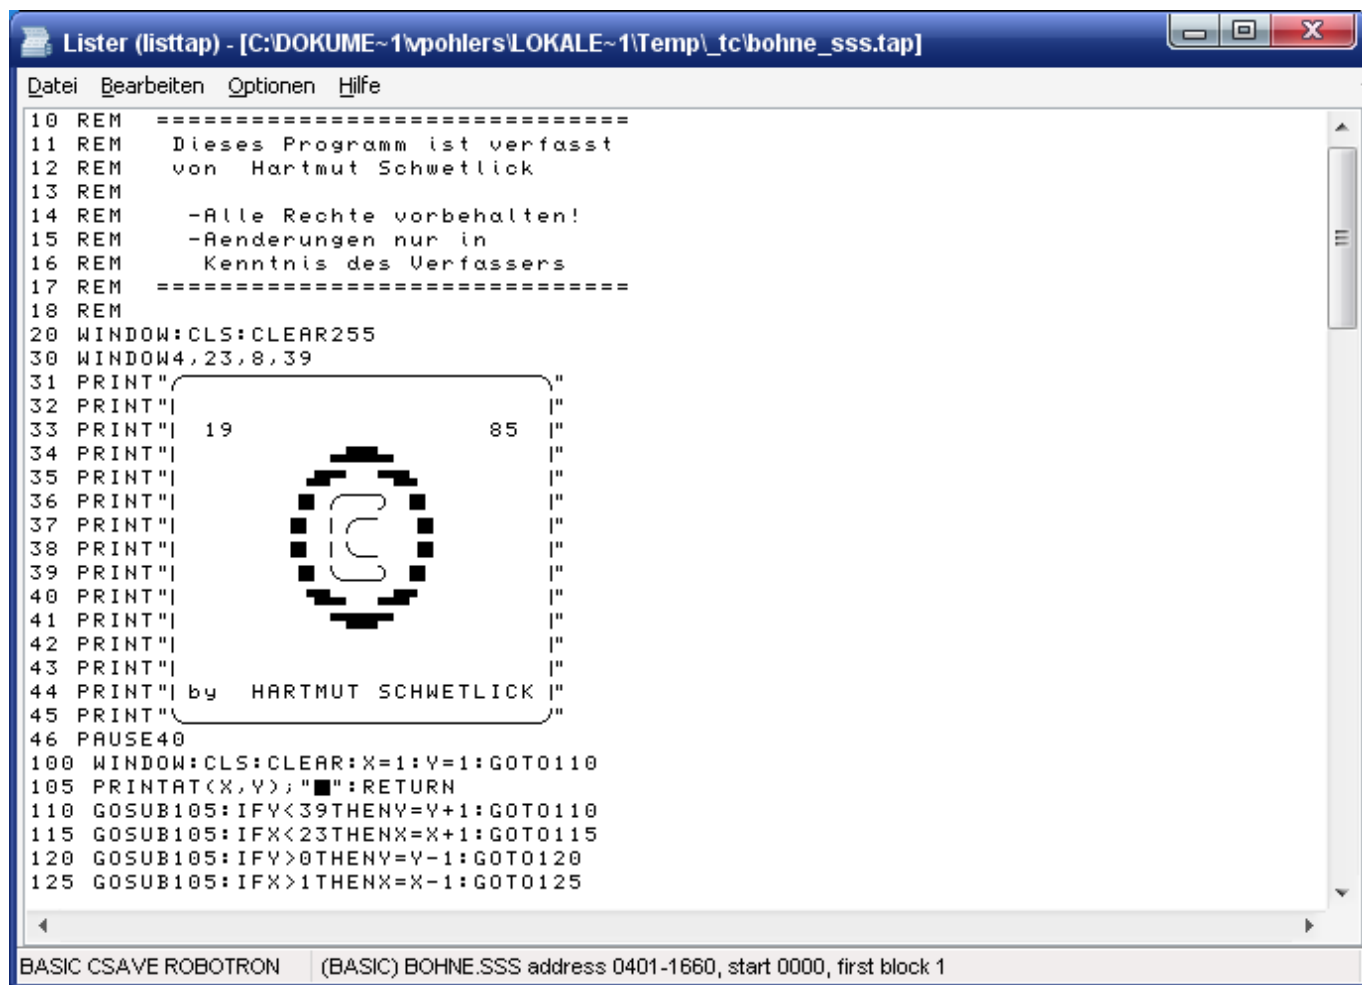 Lister (listtap) - [C:\DOKUME~1\vpohlers\LOKALE~1\Temp\_tc\bohne_sss.tap]
Datei Bearbeiten Optionen Hilfe
10 REM ==============================
11 REM Dieses Programm ist verfasst
12 REM von Hartmut Schwetlick
13 REM
14 REM -Alle Rechte vorbehalten!
15 REM -Aenderungen nur in
16 REM Kenntnis des Verfassers
17 REM ==============================
18 REM
20 WINDOW:CLS:CLEAR255
30 WINDOW4,23,8,39
31 PRINT" "
32 PRINT"| |"
33 PRINT"| 19 85 |"
34 PRINT"| |"
35 PRINT"| |"
36 PRINT"| |"
37 PRINT"| |"
38 PRINT"| |"
39 PRINT"| |"
40 PRINT"| |"
41 PRINT"| |"
42 PRINT"| |"
43 PRINT"| |"
44 PRINT"| by HARTMUT SCHWETLICK |"
45 PRINT" "
46 PAUSE40
100 WINDOW:CLS:CLEAR:X=1:Y=1:GOTO110
105 PRINTAT(X,Y);"■":RETURN
110 GOSUB105:IFY<39THENY=Y+1:GOTO110
115 GOSUB105:IFX<23THENX=X+1:GOTO115
120 GOSUB105:IFY>0THENY=Y-1:GOTO120
125 GOSUB105:IFX>1THENX=X-1:GOTO125
BASIC CSAVE ROBOTRON (BASIC) BOHNE.SSS address 0401-1660, start 0000, first block 1